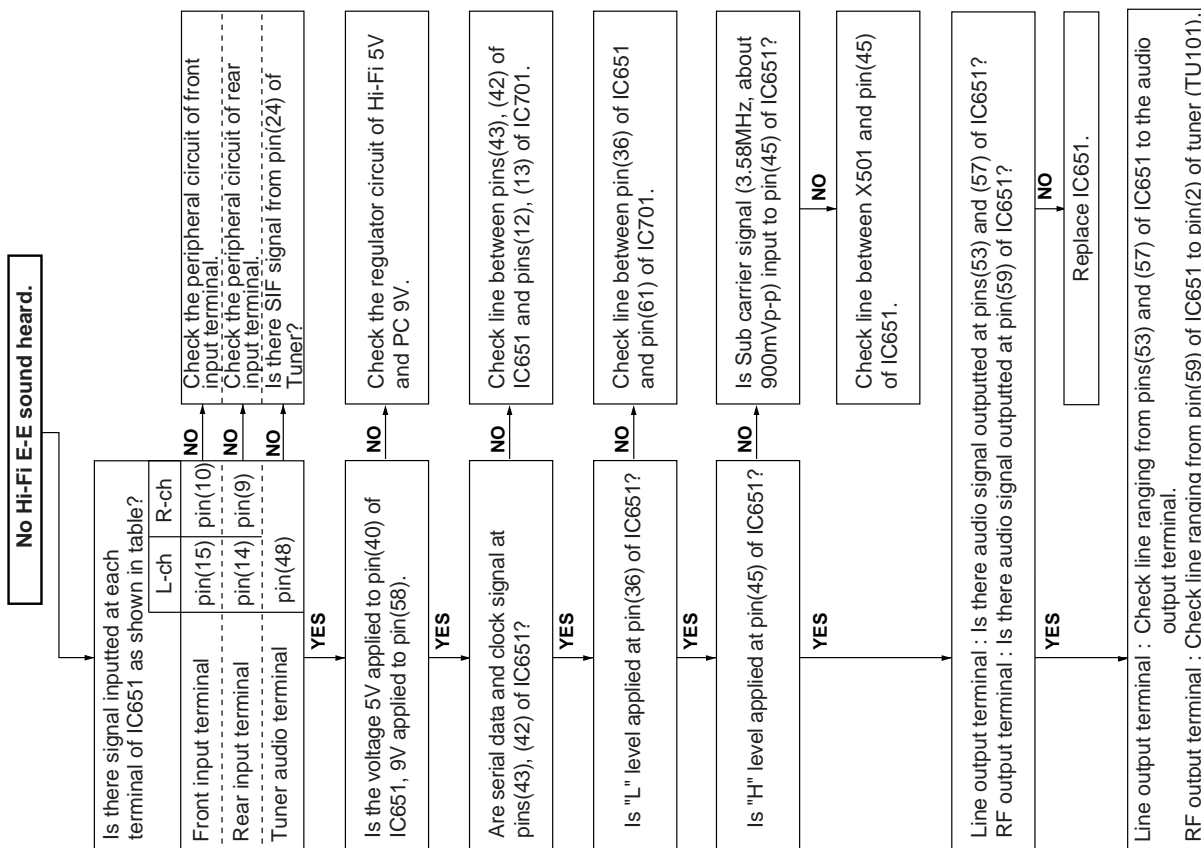 No Hi-Fi E-E sound heard.
Is there signal inputted at each
terminal of IC651 as shown in table?
L-ch R-ch
Front input terminal pin(15) pin(10)
Rear input terminal pin(14) pin(9)
Tuner audio terminal pin(48)
NO
NO
NO
Check the peripheral circuit of front
input terminal.
Check the peripheral circuit of rear
input terminal.
Is there SIF signal from pin(24) of
Tuner?
YES
Is the voltage 5V applied to pin(40) of
IC651, 9V applied to pin(58).
NO
Check the regulator circuit of Hi-Fi 5V
and PC 9V.
YES
Are serial data and clock signal at
pins(43), (42) of IC651?
NO
Check line between pins(43), (42) of
IC651 and pins(12), (13) of IC701.
YES
Is "L" level applied at pin(36) of IC651?
NO
Check line between pin(36) of IC651
and pin(61) of IC701.
YES
Is "H" level applied at pin(45) of IC651?
NO
Is Sub carrier signal (3.58MHz, about
900mVp-p) input to pin(45) of IC651?
NO
Check line between X501 and pin(45)
of IC651.
YES
Line output terminal : Is there audio signal outputted at pins(53) and (57) of IC651?
RF output terminal : Is there audio signal outputted at pin(59) of IC651?
NO
Replace IC651.
YES
Line output terminal : Check line ranging from pins(53) and (57) of IC651 to the audio
output terminal.
RF output terminal : Check line ranging from pin(59) of IC651 to pin(2) of tuner (TU101).